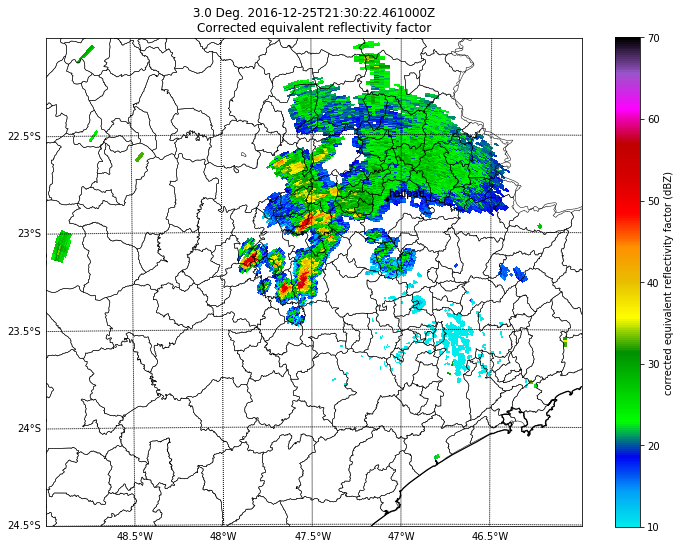 3.0 Deg. 2016-12-25T21:30:22.461000Z
Corrected equivalent reflectivity factor
70
60
50
40
30
20
10
corrected equivalent reflectivity factor (dBZ)
22.5°S
23°S
23.5°S
24°S
24.5°S
48.5°W
48°W
47.5°W
47°W
46.5°W